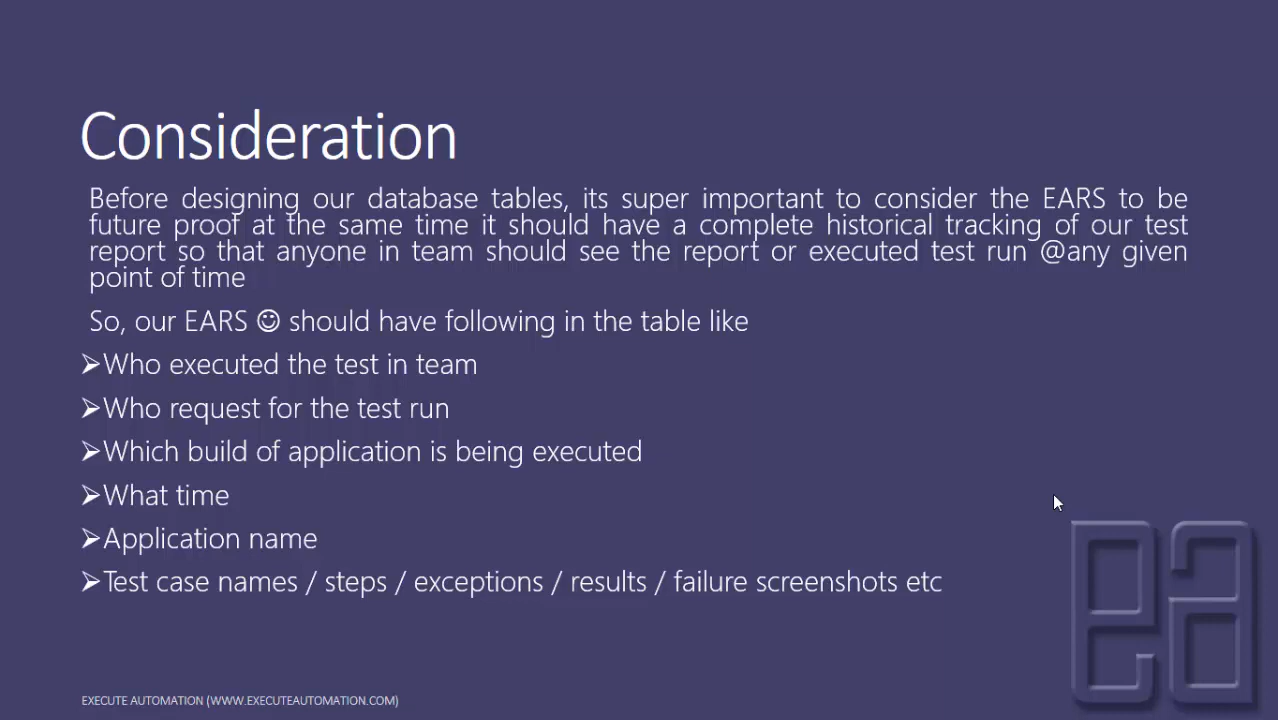 Consideration
Before designing our database tables, its super important to consider the EARS to be
future proof at the same time it should have a complete historical tracking of our test
report so that anyone in team should see the report or executed test run @any given
point of time
So, our EARS ☺ should have following in the table like
➢Who executed the test in team
➢Who request for the test run
➢Which build of application is being executed
➢What time
➢Application name
➢Test case names / steps / exceptions / results / failure screenshots etc
ea
EXECUTE AUTOMATION (WWW.EXECUTEAUTOMATION.COM)